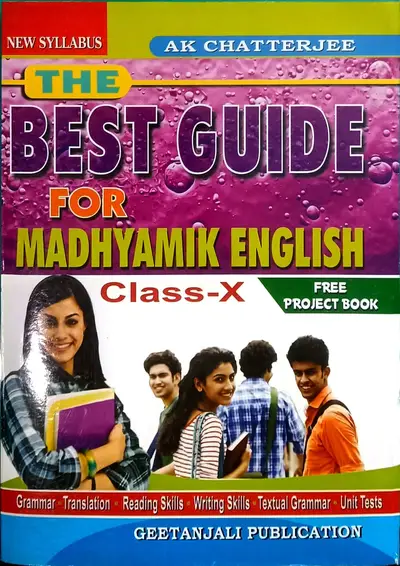 NEW SYLLABUS
AK CHATTERJEE
THE
BEST GUIDE
FOR
MADHYAMIK ENGLISH
Class-X
FREE
PROJECT BOOK
Grammar • Translation • Reading Skills • Writing Skills • Textual Grammar • Unit Tests
GEETANJALI PUBLICATION